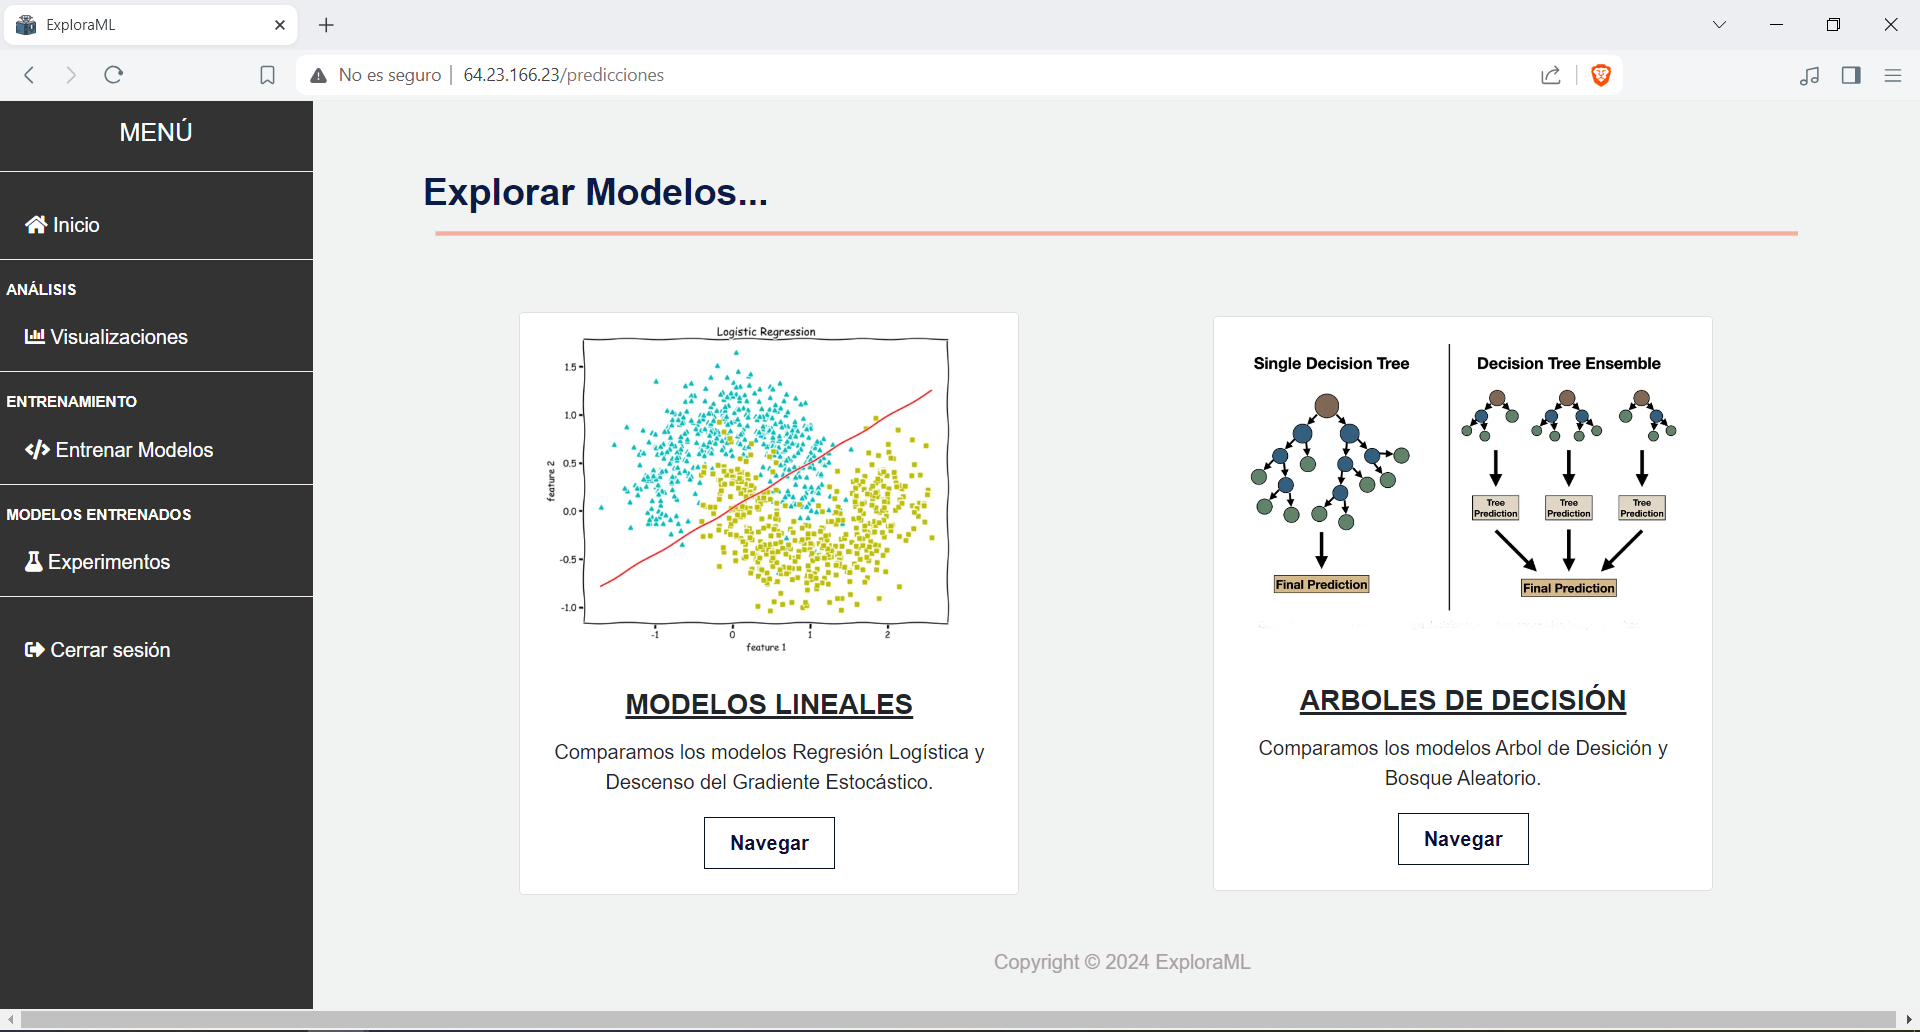 ExploraML
No es seguro | 64.23.166.23/predicciones
MENÚ
Inicio
ANÁLISIS
Visualizaciones
ENTRENAMIENTO
Entrenar Modelos
MODELOS ENTRENADOS
Experimentos
Cerrar sesión
Explorar Modelos...
Logistic Regression
1.5
1.0
0.5
0.0
-0.5
-1.0
feature 2
-1 0 1 2
feature 1
MODELOS LINEALES
Comparamos los modelos Regresión Logística y
Descenso del Gradiente Estocástico.
Navegar
Single Decision Tree
Final Prediction
Decision Tree Ensemble
Tree
Prediction
Tree
Prediction
Tree
Prediction
Final Prediction
ARBOLES DE DECISIÓN
Comparamos los modelos Arbol de Desición y
Bosque Aleatorio.
Navegar
Copyright © 2024 ExploraML